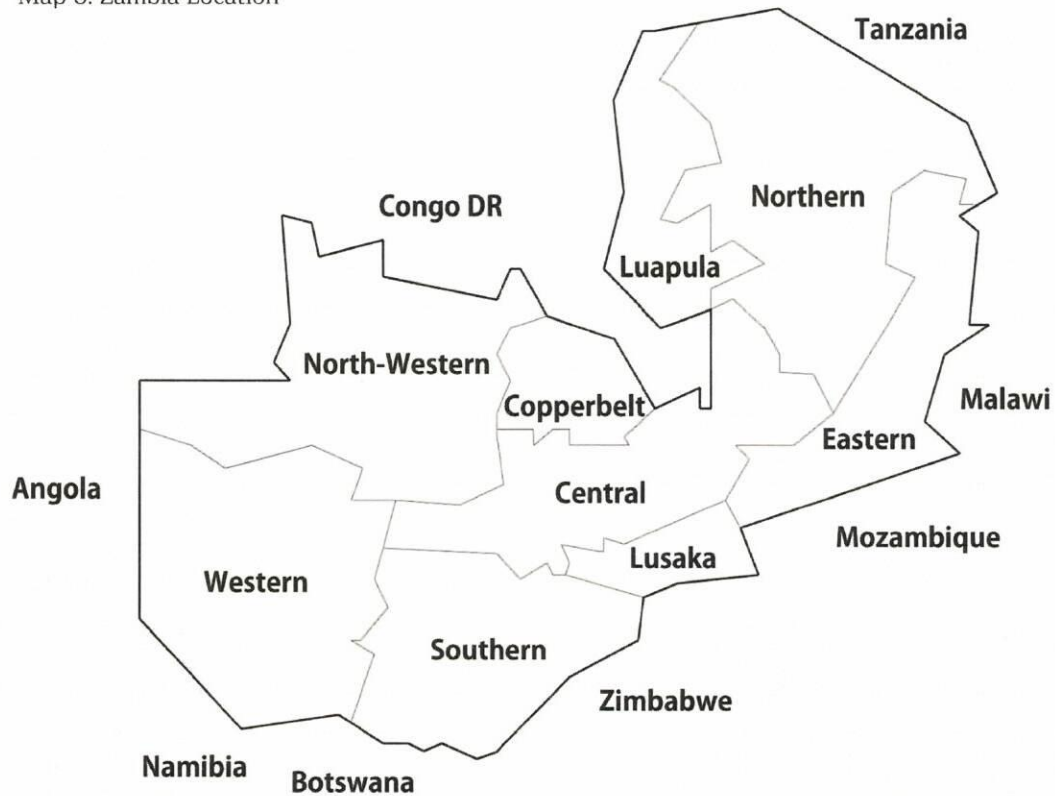 Map 8: Zambia Location
Tanzania
Northern
Congo DR
Luapula
North-Western
Copperbelt
Malawi
Eastern
Angola
Central
Mozambique
Lusaka
Western
Southern
Zimbabwe
Namibia
Botswana